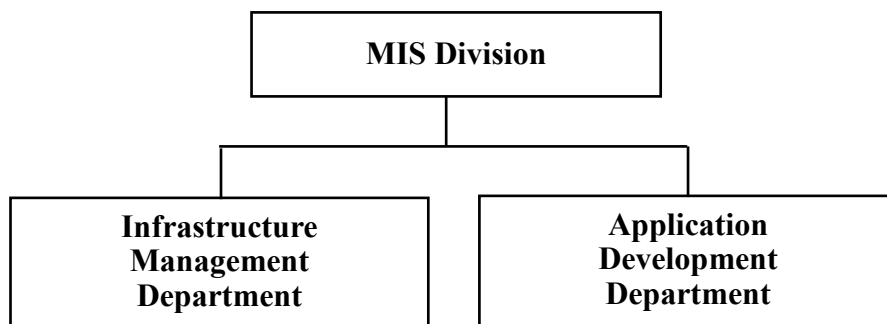 MIS Division
Infrastructure
Management
Department
Application
Development
Department